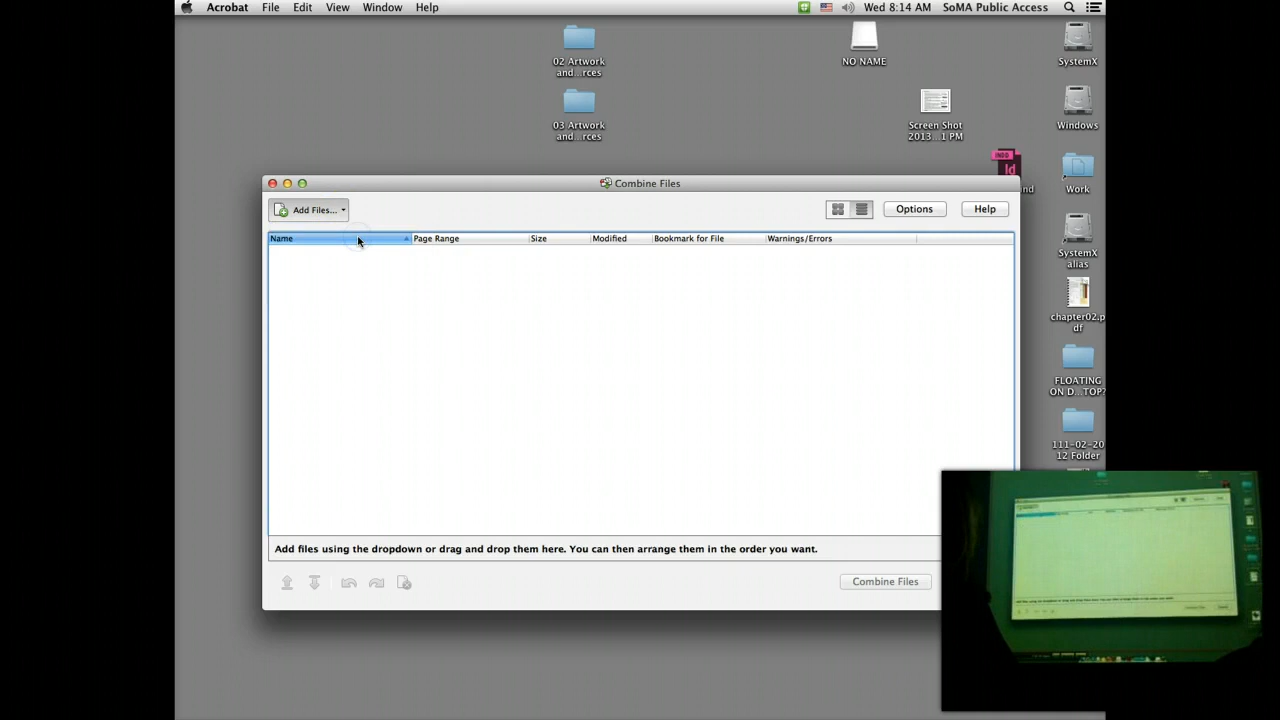 Acrobat File Edit View Window Help Wed 8:14 AM SoMA Public Access
02 Artwork
and...rces
NO NAME
SystemX
03 Artwork
and...rces
Screen Shot
2013...1 PM
Windows
INDD
Id
nd
Work
Combine Files
Add Files...
Options
Help
Name Page Range Size Modified Bookmark for File Warnings/Errors
SystemX
alias
chapter02.p
df
FLOATING
ON D...TOP?
111-02-20
12 Folder
Add files using the dropdown or drag and drop them here. You can then arrange them in the order you want.
Combine Files